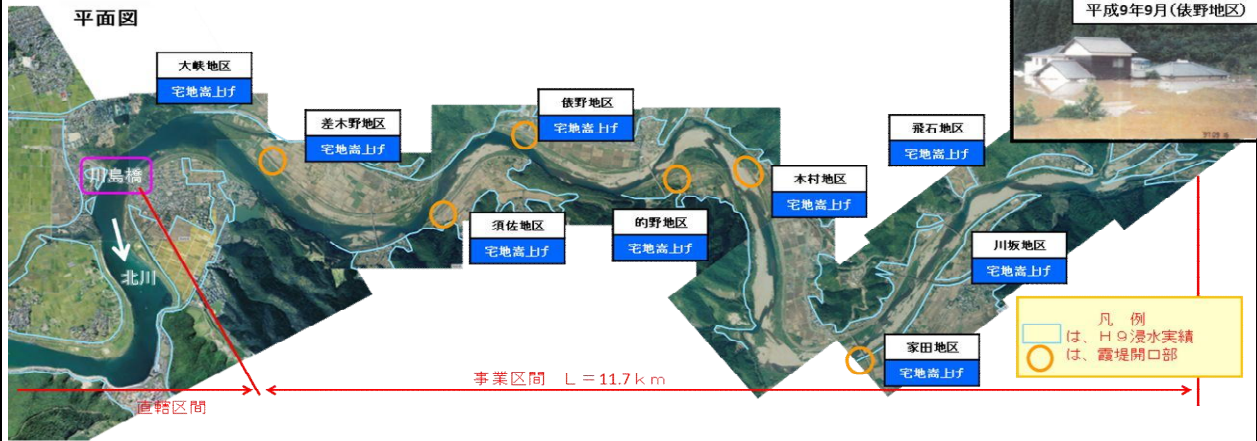 平面図
平成9年9月(俵野地区)
大峡地区
宅地嵩上げ
差木野地区
宅地嵩上げ
俵野地区
宅地嵩上げ
飛石地区
宅地嵩上げ
川島橋
本村地区
宅地嵩上げ
須佐地区
宅地嵩上げ
的野地区
宅地嵩上げ
川坂地区
宅地嵩上げ
北川
凡 例
は、H9浸水実績
は、霞堤開口部
家田地区
宅地嵩上げ
事業区間 L=11.7km
直轄区間